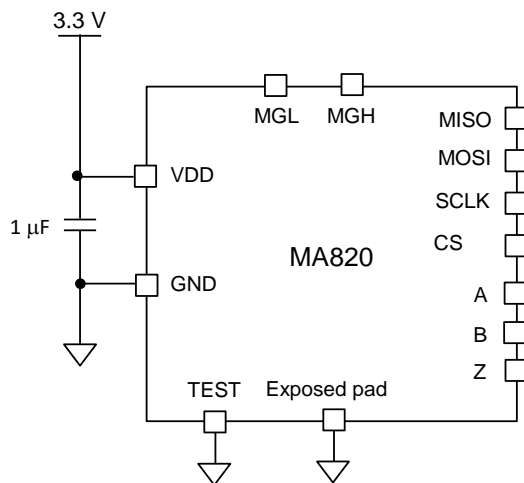 3.3 V
MGL
MGH
MISO
MOSI
VDD
SCLK
1 μF
CS
MA820
GND
A
B
Z
TEST
Exposed pad